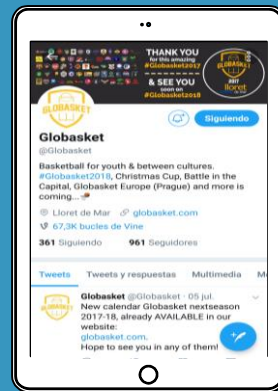 THANK YOU
for this amazing
#Globasket2017
& SEE YOU
soon on
#Globasket2018
GLOBASKET
2017
lloret
GLOBASKET
Siguiendo
Globasket
@Globasket
Basketball for youth & between cultures.
#Globasket2018, Christmas Cup, Battle in the
Capital, Globasket Europe (Prague) and more is
coming...
Lloret de Mar globasket.com
67,3K bucles de Vine
361 Siguiendo 961 Seguidores
Tweets Tweets y respuestas Multimedia M
Globasket @Globasket · 05 jul.
New calendar Globasket nextseason
2017-18, already AVAILABLE in our
website:
globasket.com.
Hope to see you in any of them!